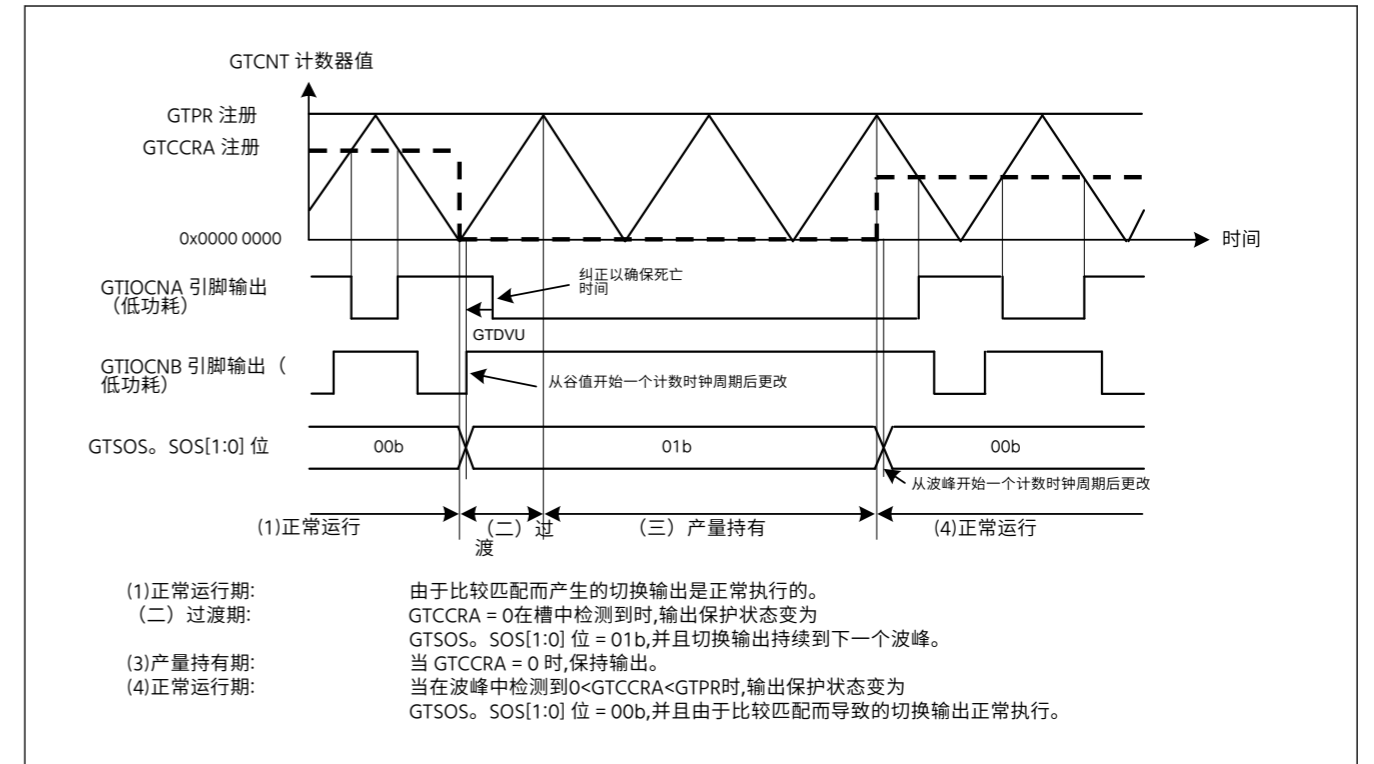 GTCNT 计数器值
GTPR 注册
GTCCRA 注册
0x0000 0000
时间
GTIOCNA 引脚输出
（低功耗）
纠正以确保死亡
时间
GTDVU
GTIOCNB 引脚输出（
低功耗）
从谷值开始一个计数时钟周期后更改
GTSOS。SOS[1:0] 位
00b
01b
00b
从波峰开始一个计数时钟周期后更改
(1)正常运行
（二）过
渡
（三）产量持有
(4)正常运行
(1)正常运行期:
由于比较匹配而产生的切换输出是正常执行的。
（二）过渡期:
GTCCRA = 0在槽中检测到时,输出保护状态变为
GTSOS。SOS[1:0] 位 = 01b,并且切换输出持续到下一个波峰。
(3)产量持有期:
当 GTCCRA = 0 时,保持输出。
(4)正常运行期:
当在波峰中检测到0<GTCCRA<GTPR时,输出保护状态变为
GTSOS。SOS[1:0] 位 = 00b,并且由于比较匹配而导致的切换输出正常执行。